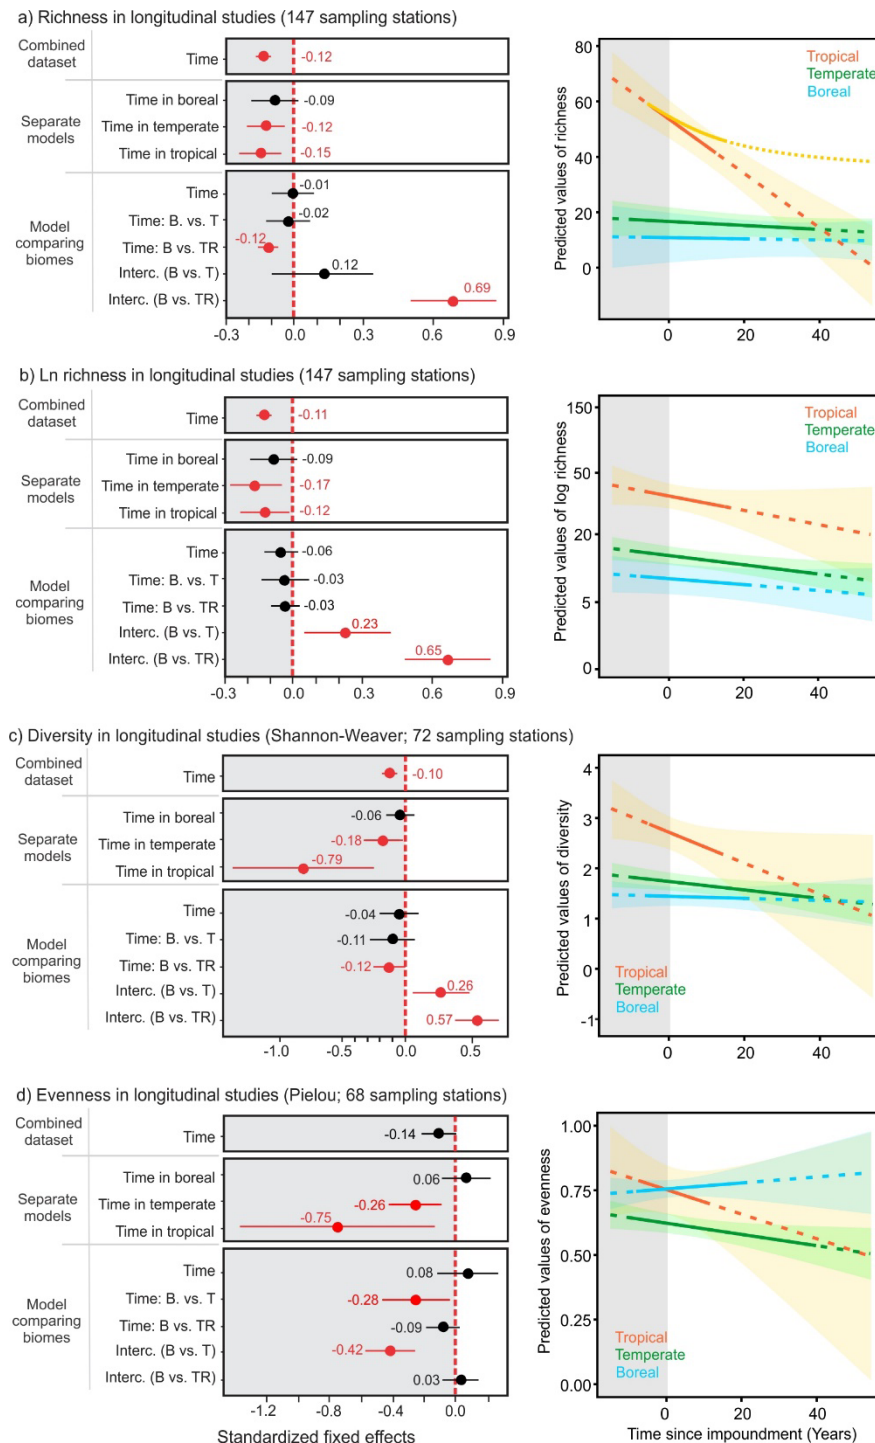 a) Richness in longitudinal studies (147 sampling stations)
Combined
dataset
Time
-0.12
Separate
models
Time in boreal
-0.09
Time in temperate
-0.12
Time in tropical
-0.15
Model
comparing
biomes
Time
-0.01
Time: B. vs. T
-0.02
Time: B vs. TR
-0.12
Interc. (B vs. T)
0.12
Interc. (B vs. TR)
0.69
-0.3
0.0
0.3
0.6
0.9
Predicted values of richness
80
60
40
20
0
Tropical
Temperate
Boreal
0
20
40
b) Ln richness in longitudinal studies (147 sampling stations)
Combined
dataset
Time
-0.11
Separate
models
Time in boreal
-0.09
Time in temperate
-0.17
Time in tropical
-0.12
Model
comparing
biomes
Time
-0.06
Time: B. vs. T
-0.03
Time: B vs. TR
-0.03
Interc. (B vs. T)
0.23
Interc. (B vs. TR)
0.65
-0.3
0.0
0.3
0.6
0.9
Predicted values of log richness
150
50
20
5
0
Tropical
Temperate
Boreal
0
20
40
c) Diversity in longitudinal studies (Shannon-Weaver; 72 sampling stations)
Combined
dataset
Time
-0.10
Separate
models
Time in boreal
-0.06
Time in temperate
-0.18
Time in tropical
-0.79
Model
comparing
biomes
Time
-0.04
Time: B. vs. T
-0.11
Time: B vs. TR
-0.12
Interc. (B vs. T)
0.26
Interc. (B vs. TR)
0.57
-1.0
-0.5
0.0
0.5
Predicted values of diversity
4
3
2
1
0
-1
Tropical
Temperate
Boreal
0
20
40
d) Evenness in longitudinal studies (Pielou; 68 sampling stations)
Combined
dataset
Time
-0.14
Separate
models
Time in boreal
0.06
Time in temperate
-0.26
Time in tropical
-0.75
Model
comparing
biomes
Time
0.08
Time: B. vs. T
-0.28
Time: B vs. TR
-0.09
Interc. (B vs. T)
-0.42
Interc. (B vs. TR)
0.03
-1.2
-0.8
-0.4
0.0
Standardized fixed effects
Predicted values of evenness
1.00
0.75
0.50
0.25
0.00
Tropical
Temperate
Boreal
0
20
40
Time since impoundment (Years)